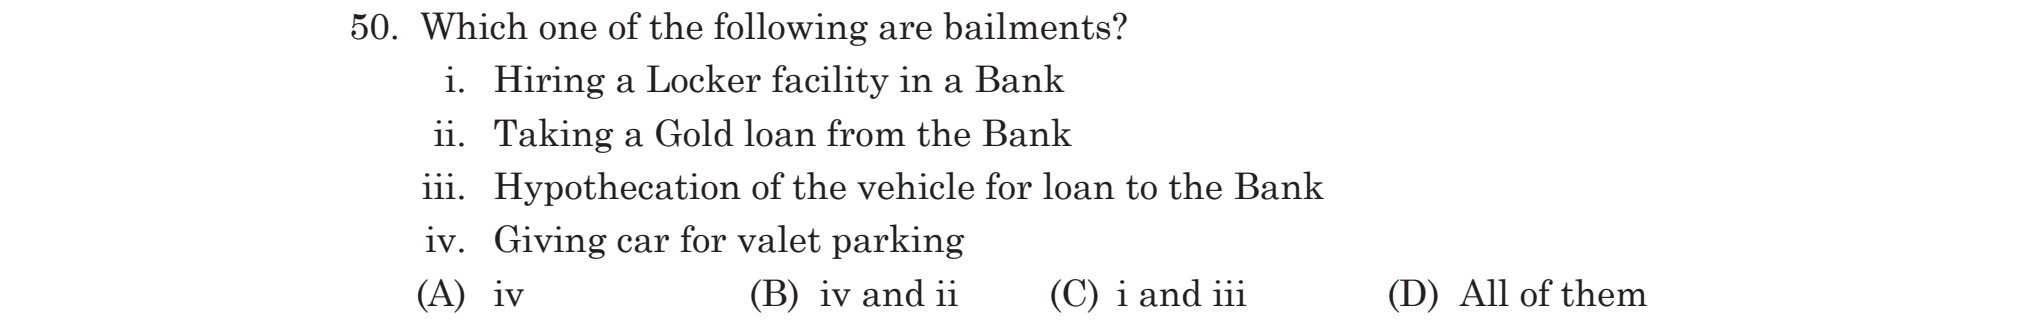 50. Which one of the following are bailments?
i. Hiring a Locker facility in a Bank
ii. Taking a Gold loan from the Bank
iii. Hypothecation of the vehicle for loan to the Bank
iv. Giving car for valet parking
(A) iv (B) iv and ii (C) i and iii (D) All of them